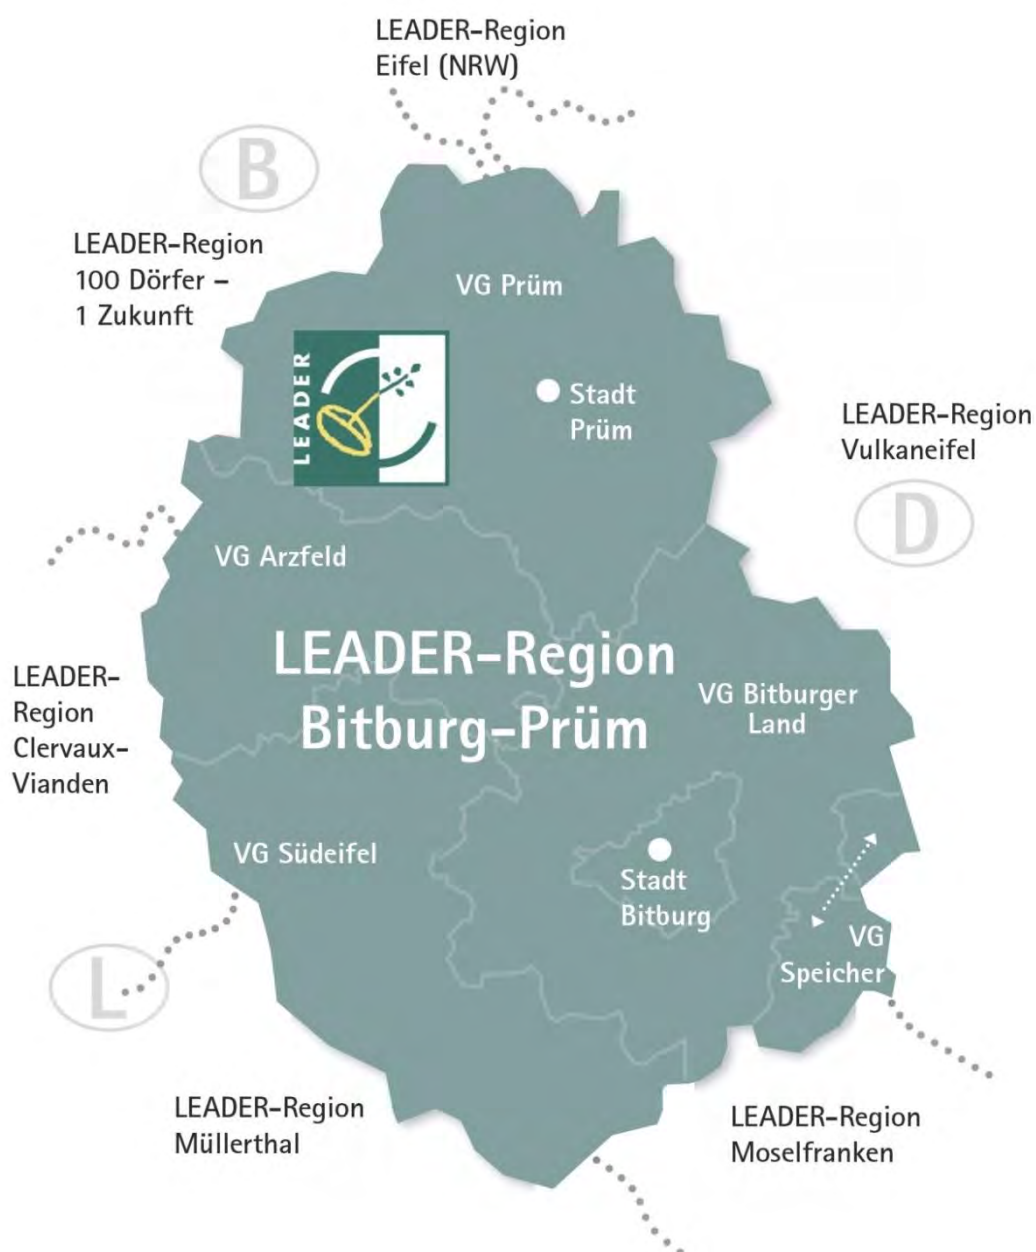 LEADER-Region
Eifel (NRW)
B
LEADER-Region
100 Dörfer –
1 Zukunft
VG Prüm
LEADER
Stadt
Prüm
LEADER-Region
Vulkaneifel
D
VG Arzfeld
LEADER-Region
Bitburg-Prüm
LEADER-
Region
Clervaux-
Vianden
VG Bitburger
Land
VG Südeifel
Stadt
Bitburg
VG
Speicher
L
LEADER-Region
Müllerthal
LEADER-Region
Moselfranken